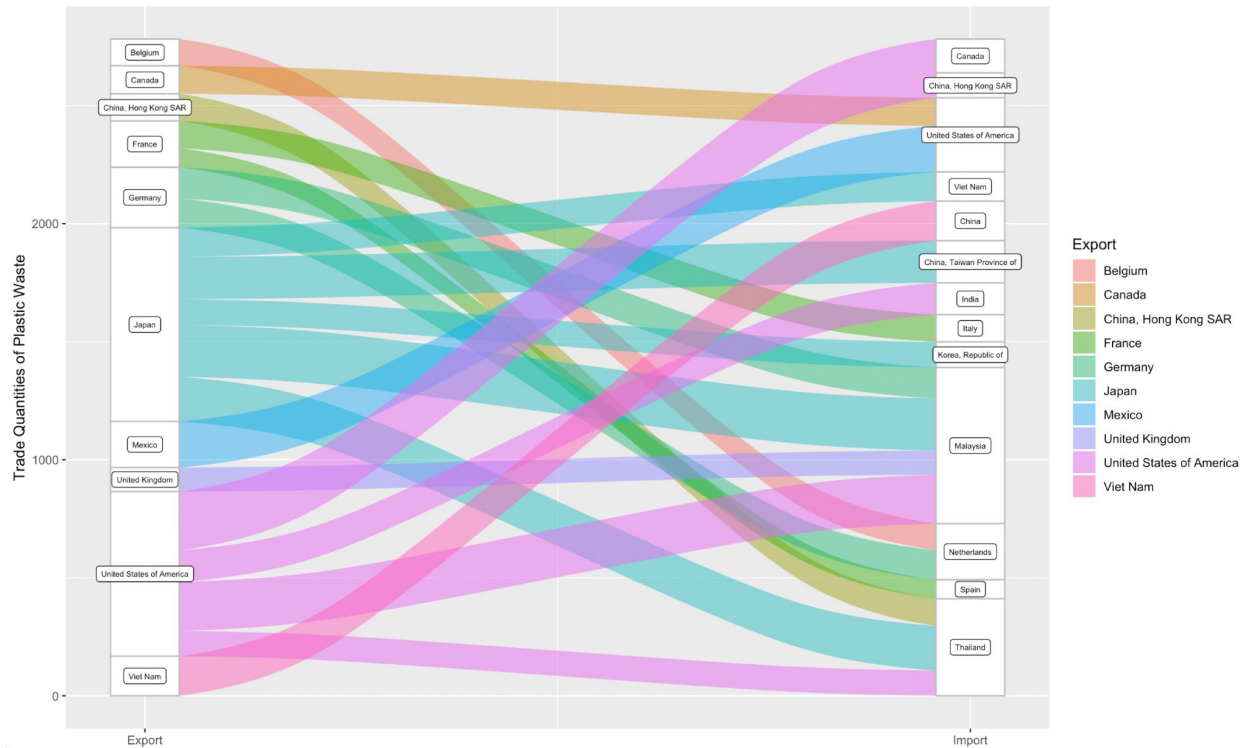 Trade Quantities of Plastic Waste
2000
1000
0
Belgium
Canada
China, Hong Kong SAR
France
Germany
Japan
Mexico
United Kingdom
United States of America
Viet Nam
Canada
China, Hong Kong SAR
United States of America
Viet Nam
China
China, Taiwan Province of
India
Italy
Korea, Republic of
Malaysia
Netherlands
Spain
Thailand
Export
Import
Export
Belgium
Canada
China, Hong Kong SAR
France
Germany
Japan
Mexico
United Kingdom
United States of America
Viet Nam